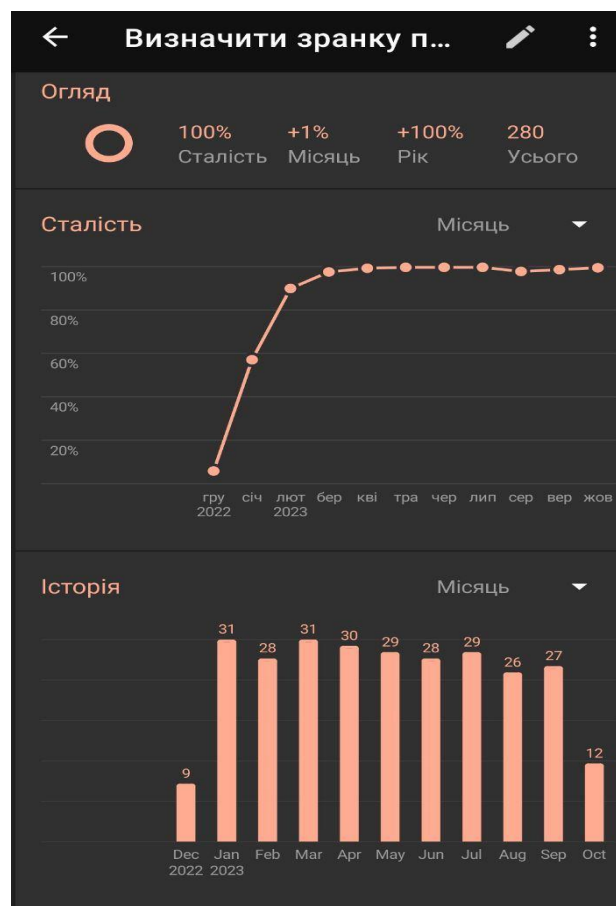 Визначити зранку п...
Огляд
100% +1% +100% 280
Сталість Місяць Рік Усього
Сталість Місяць
100%
80%
60%
40%
20%
гру січ лют бер кві тра чер лип сер вер жов
2022 2023
Історія Місяць
31 31 30 29 28 29
28 26 27
9 12
Dec Jan Feb Mar Apr May Jun Jul Aug Sep Oct
2022 2023